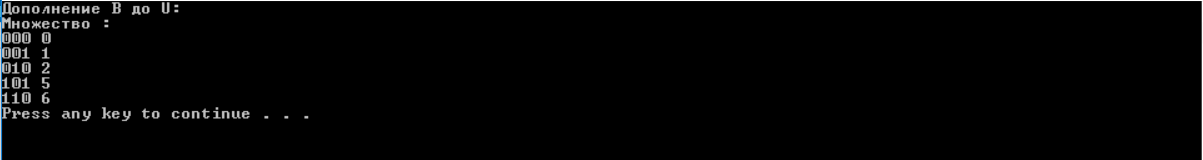 Дополнение В до U:
Множество :
000 0
001 1
010 2
101 5
110 6
Press any key to continue . . .